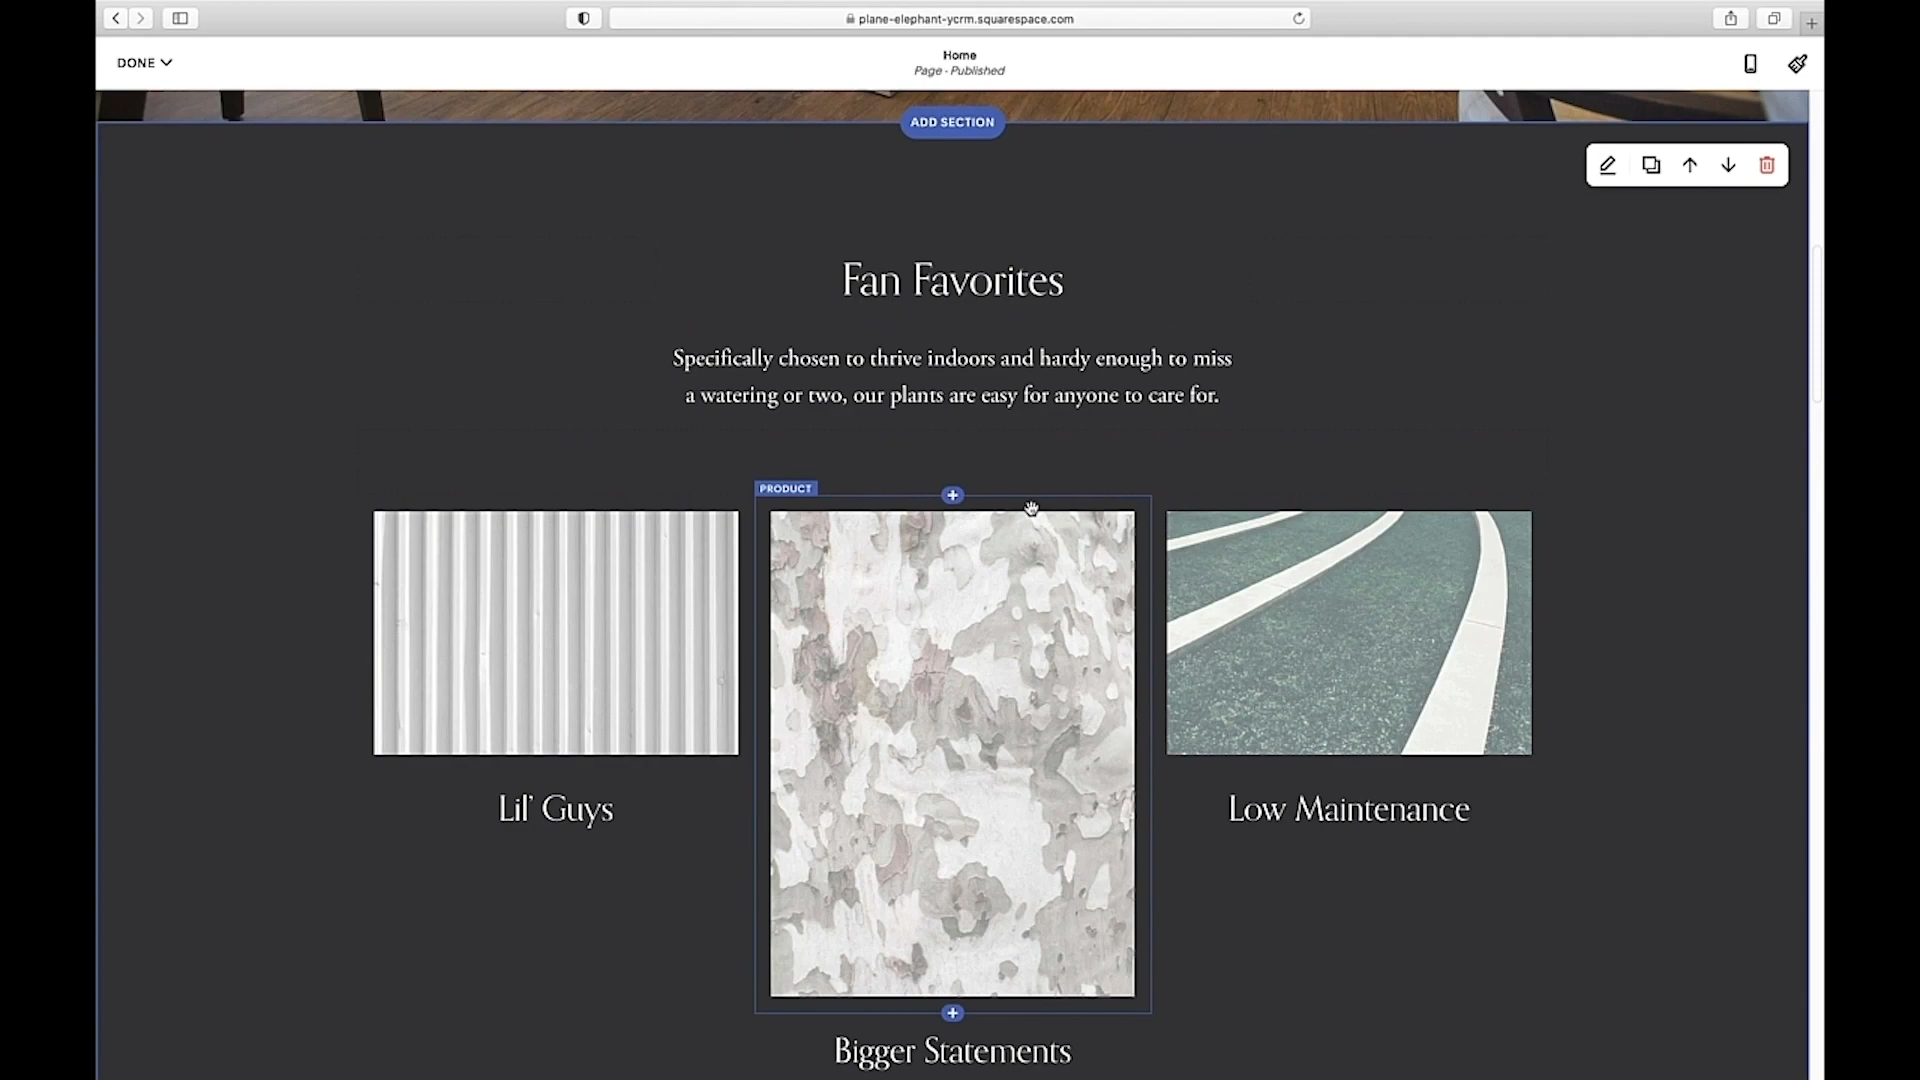 plane-elephant-ycrm.squarespace.com
DONE
Home
Page - Published
ADD SECTION
Fan Favorites
Specifically chosen to thrive indoors and hardy enough to miss
a watering or two, our plants are easy for anyone to care for.
PRODUCT
Lil' Guys
Low Maintenance
Bigger Statements